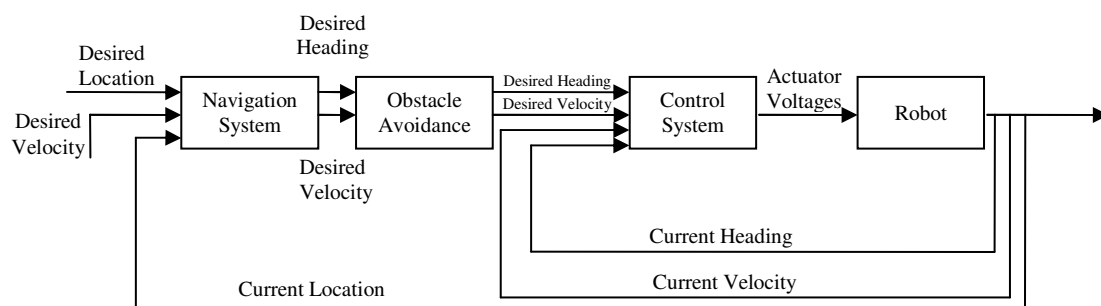 Desired
Heading
Desired
Location
Desired
Velocity
Navigation
System
Desired
Velocity
Obstacle
Avoidance
Desired Heading
Desired Velocity
Control
System
Actuator
Voltages
Robot
Current Heading
Current Velocity
Current Location